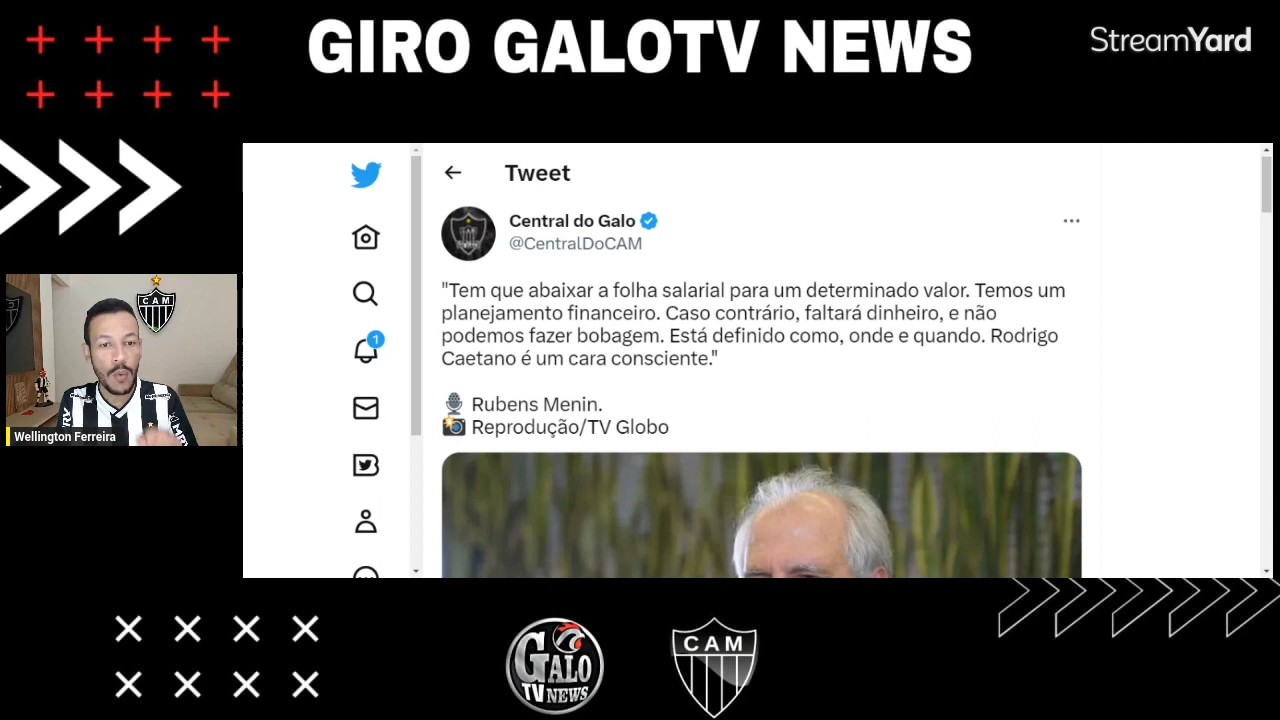 GIRO GALOTV NEWS
StreamYard
Tweet
Central do Galo
@CentralDoCAM
"Tem que abaixar a folha salarial para um determinado valor. Temos um
planejamento financeiro. Caso contrário, faltará dinheiro, e não
podemos fazer bobagem. Está definido como, onde e quando. Rodrigo
Caetano é um cara consciente."
Rubens Menin.
Reprodução/TV Globo
1
CAM
Wellington Ferreira
GALO
TV NEWS
CAM